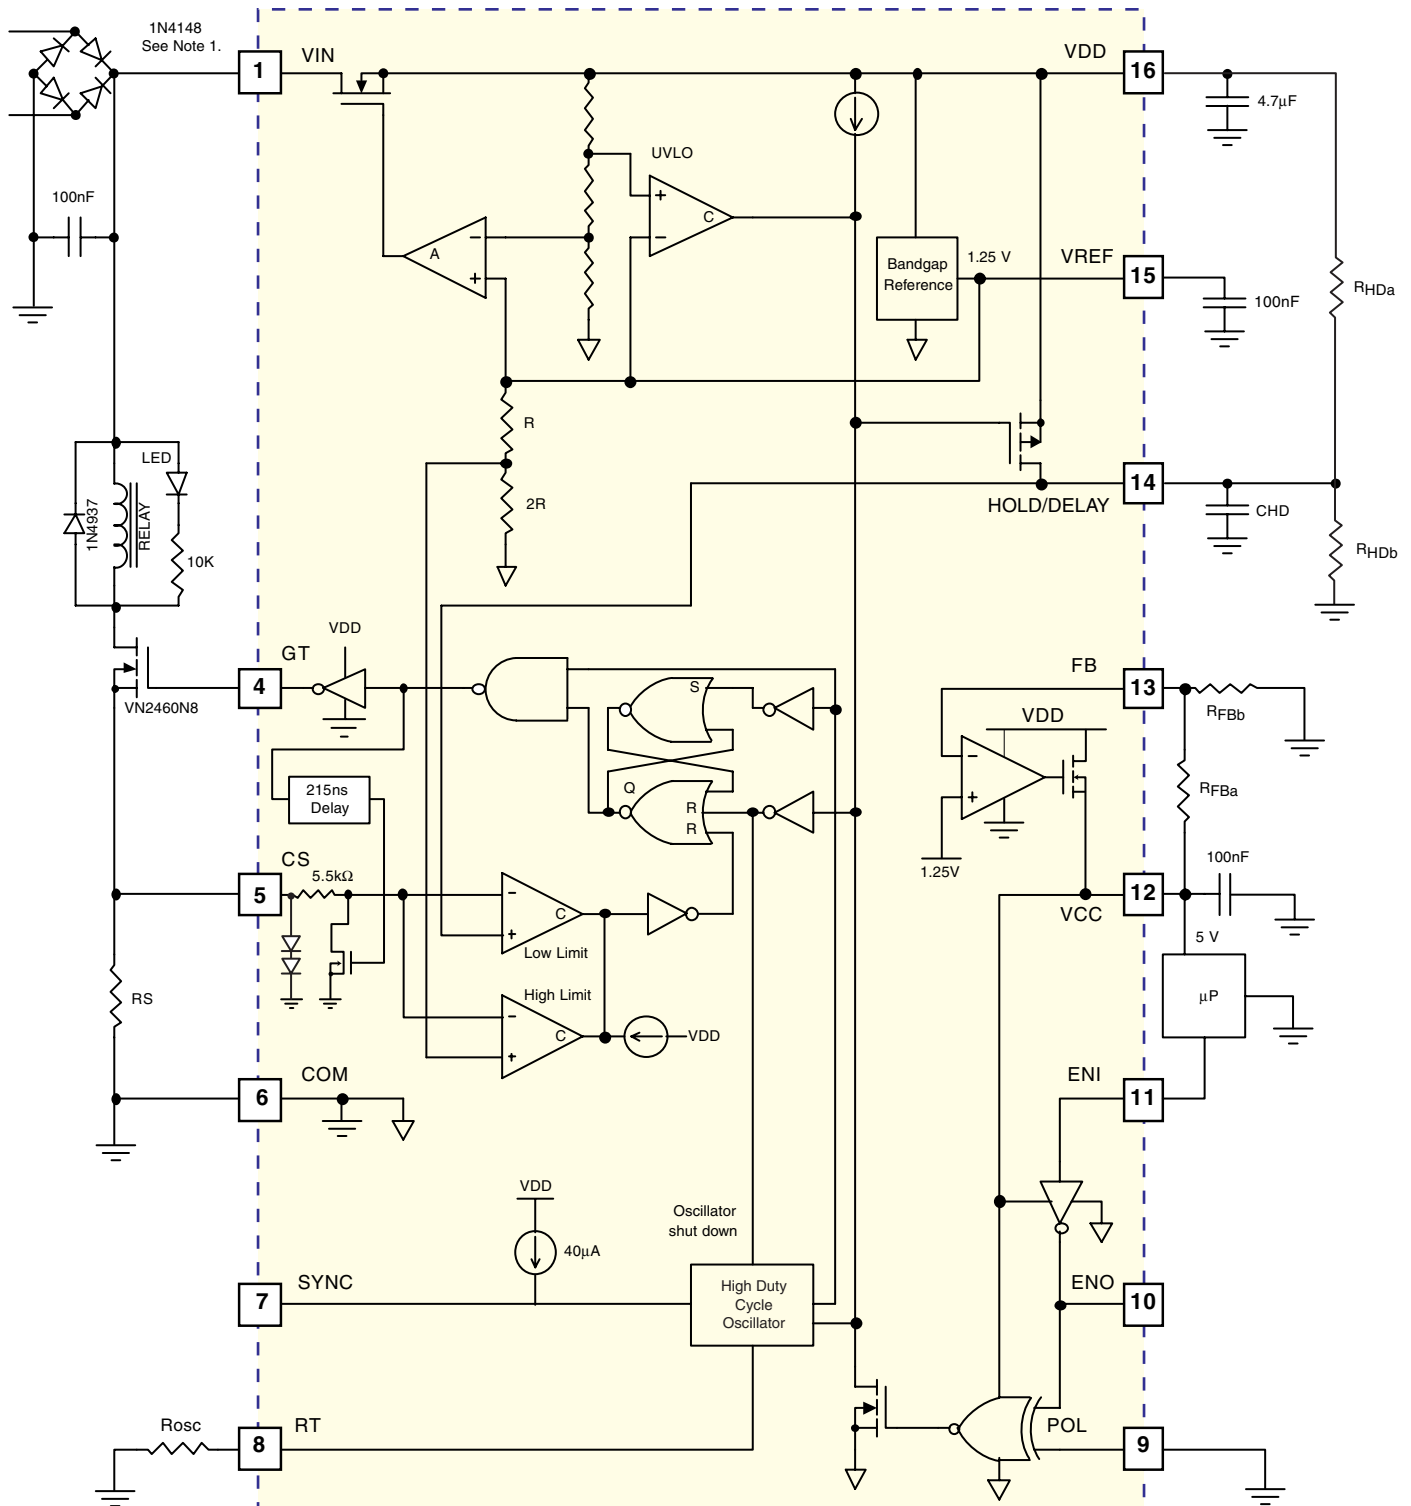 1N4148
See Note 1.
1
VIN
VDD
16
4.7µF
UVLO
+
−
C
100nF
A
−
+
Bandgap
Reference
1.25 V
VREF
15
100nF
RHDa
R
2R
LED
1N4937
RELAY
10K
HOLD/DELAY
14
CHD
RHDb
VDD
GT
4
VN2460N8
S
FB
13
RFBb
VDD
−
+
1.25V
RFBa
215ns
Delay
Q
R
R
CS
5
5.5kΩ
−
+
C
Low Limit
VCC
12
100nF
5 V
µP
RS
High Limit
−
+
C
VDD
COM
6
ENI
11
VDD
40µA
Oscillator
shut down
SYNC
7
High Duty
Cycle
Oscillator
ENO
10
Rosc
8
RT
POL
9